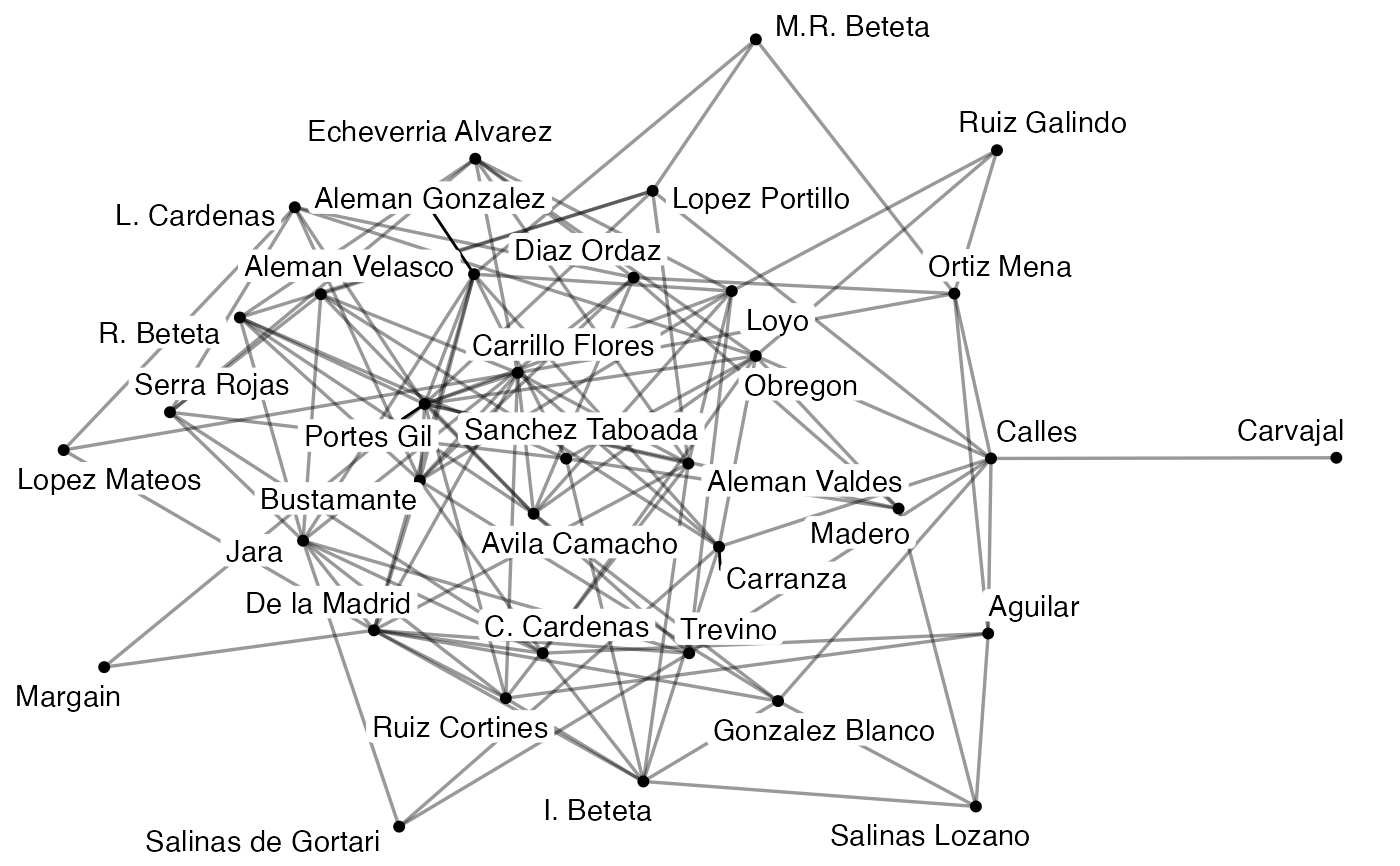 M.R. Beteta
Ruiz Galindo
Echeverria Alvarez
Aleman Gonzalez
Lopez Portillo
L. Cardenas
Diaz Ordaz
Aleman Velasco
Ortiz Mena
Loyo
R. Beteta
Carrillo Flores
Serra Rojas
Obregon
Portes Gil
Sanchez Taboada
Calles
Carvajal
Lopez Mateos
Aleman Valdes
Bustamante
Madero
Jara
Avila Camacho
Carranza
De la Madrid
Aguilar
C. Cardenas
Trevino
Margain
Ruiz Cortines
Gonzalez Blanco
I. Beteta
Salinas de Gortari
Salinas Lozano